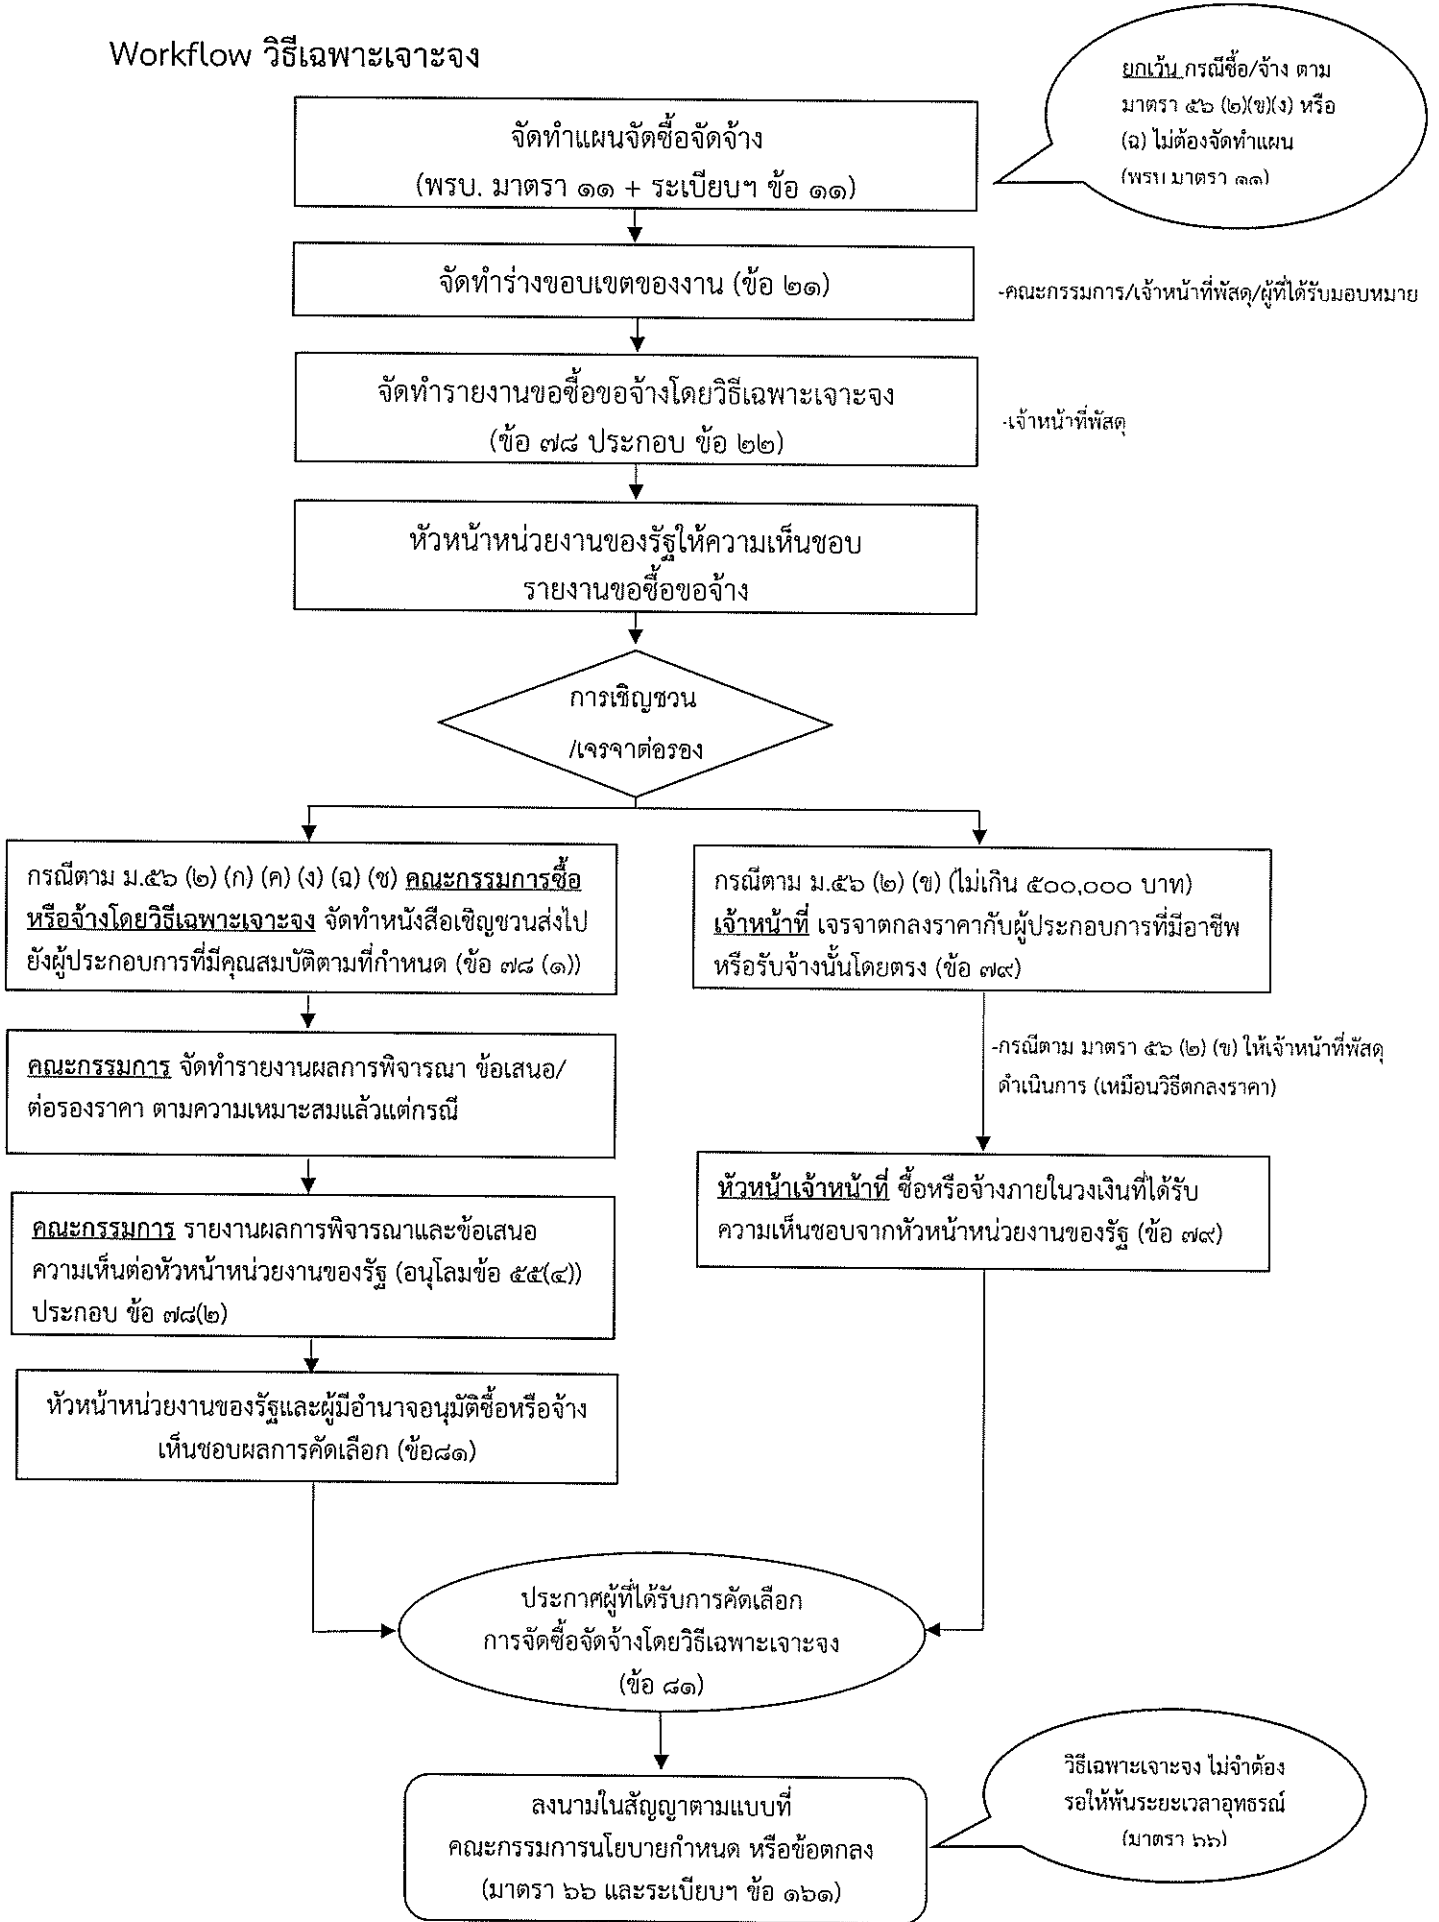 Workflow วิธีเฉพาะเจาะจง
ยกเว้น กรณีซื้อ/จ้าง ตาม
มาตรา ๕๖ (๒)(ข)(ง) หรือ
(ฉ) ไม่ต้องจัดทำแผน
(พรบ มาตรา ๑๑)
จัดทำแผนจัดซื้อจัดจ้าง
(พรบ. มาตรา ๑๑ + ระเบียบฯ ข้อ ๑๑)
จัดทำร่างขอบเขตของงาน (ข้อ ๒๑)
-คณะกรรมการ/เจ้าหน้าที่พัสดุ/ผู้ที่ได้รับมอบหมาย
จัดทำรายงานขอซื้อขอจ้างโดยวิธีเฉพาะเจาะจง
(ข้อ ๗๘ ประกอบ ข้อ ๒๒)
-เจ้าหน้าที่พัสดุ
หัวหน้าหน่วยงานของรัฐให้ความเห็นชอบ
รายงานขอซื้อขอจ้าง
การเชิญชวน
/เจรจาต่อรอง
กรณีตาม ม.๕๖ (๒) (ก) (ค) (ง) (ฉ) (ช) คณะกรรมการซื้อ
หรือจ้างโดยวิธีเฉพาะเจาะจง จัดทำหนังสือเชิญชวนส่งไป
ยังผู้ประกอบการที่มีคุณสมบัติตามที่กำหนด (ข้อ ๗๘ (๑))
กรณีตาม ม.๕๖ (๒) (ข) (ไม่เกิน ๕๐๐,๐๐๐ บาท)
เจ้าหน้าที่ เจรจาตกลงราคากับผู้ประกอบการที่มีอาชีพ
หรือรับจ้างนั้นโดยตรง (ข้อ ๗๙)
คณะกรรมการ จัดทำรายงานผลการพิจารณา ข้อเสนอ/
ต่อรองราคา ตามความเหมาะสมแล้วแต่กรณี
-กรณีตาม มาตรา ๕๖ (๒) (ข) ให้เจ้าหน้าที่พัสดุ
ดำเนินการ (เหมือนวิธีตกลงราคา)
คณะกรรมการ รายงานผลการพิจารณาและข้อเสนอ
ความเห็นต่อหัวหน้าหน่วยงานของรัฐ (อนุโลมข้อ ๕๕(๔))
ประกอบ ข้อ ๗๘(๒)
หัวหน้าเจ้าหน้าที่ ซื้อหรือจ้างภายในวงเงินที่ได้รับ
ความเห็นชอบจากหัวหน้าหน่วยงานของรัฐ (ข้อ ๗๙)
หัวหน้าหน่วยงานของรัฐและผู้มีอำนาจอนุมัติซื้อหรือจ้าง
เห็นชอบผลการคัดเลือก (ข้อ๘๑)
ประกาศผู้ที่ได้รับการคัดเลือก
การจัดซื้อจัดจ้างโดยวิธีเฉพาะเจาะจง
(ข้อ ๘๑)
วิธีเฉพาะเจาะจง ไม่จำต้อง
รอให้พ้นระยะเวลาอุทธรณ์
(มาตรา ๖๖)
ลงนามในสัญญาตามแบบที่
คณะกรรมการนโยบายกำหนด หรือข้อตกลง
(มาตรา ๖๖ และระเบียบฯ ข้อ ๑๖๑)